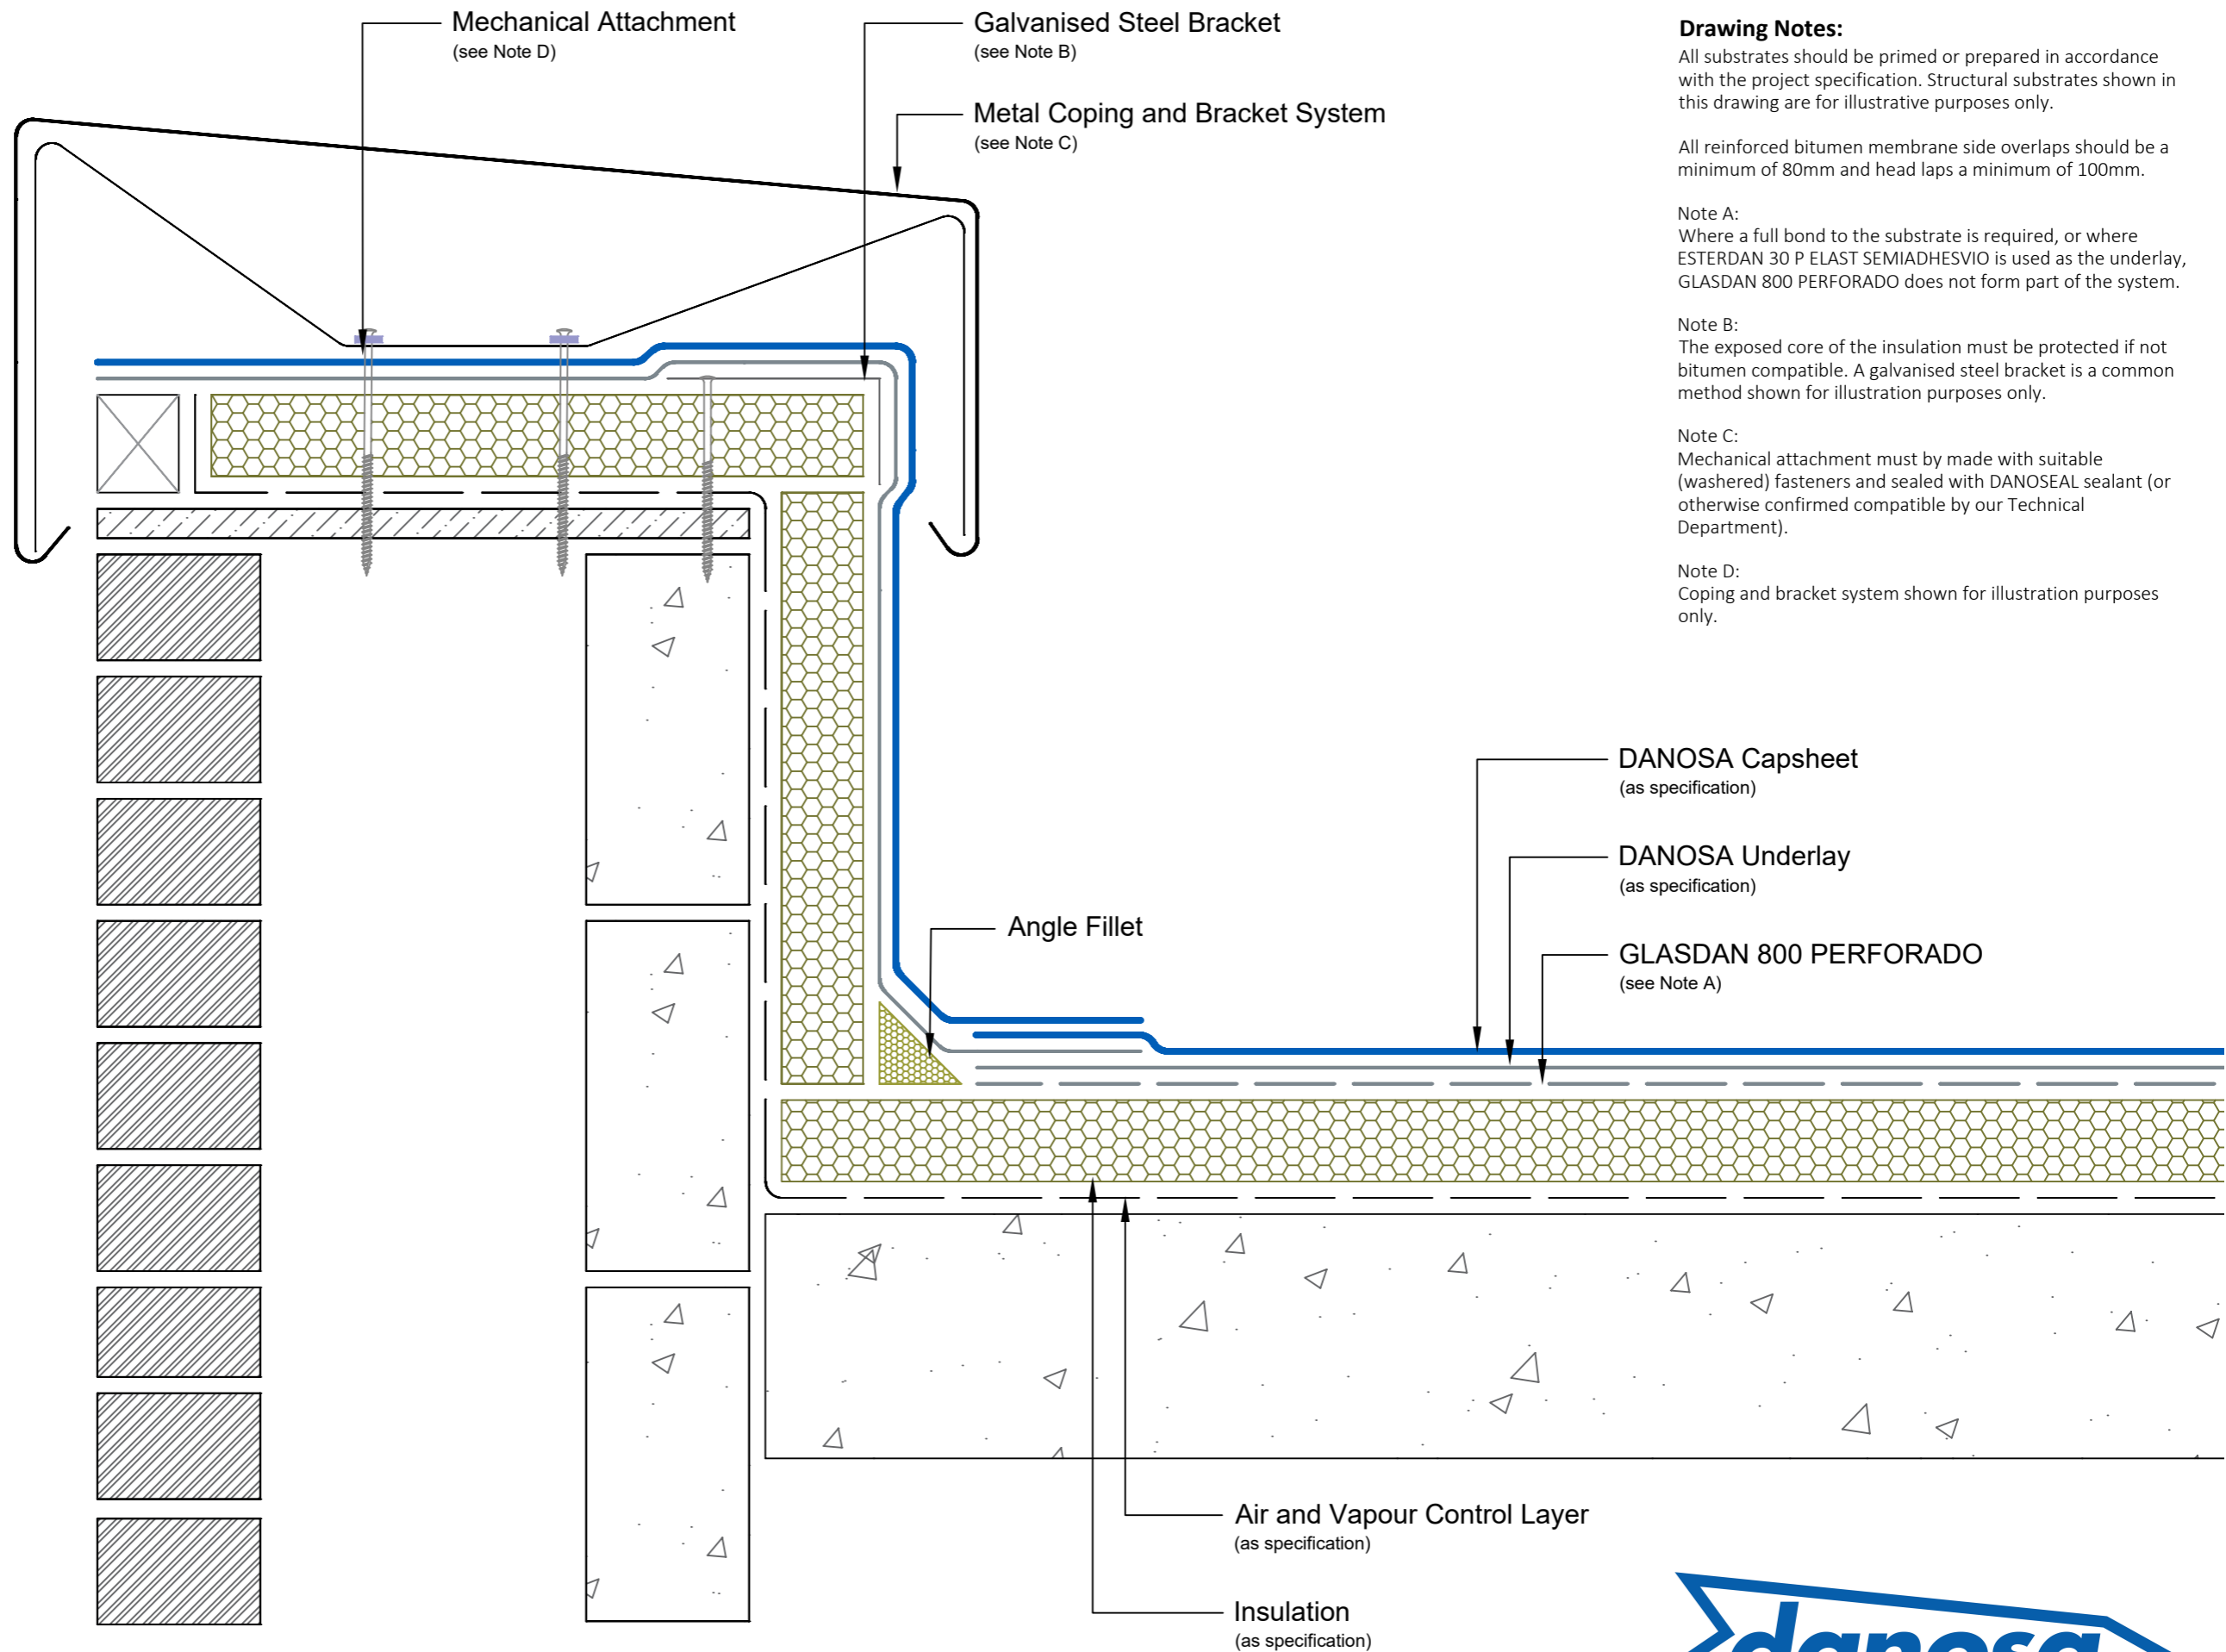 Mechanical Attachment
(see Note D)
Galvanised Steel Bracket
(see Note B)
Metal Coping and Bracket System
(see Note C)
Drawing Notes:
All substrates should be primed or prepared in accordance
with the project specification. Structural substrates shown in
this drawing are for illustrative purposes only.
All reinforced bitumen membrane side overlaps should be a
minimum of 80mm and head laps a minimum of 100mm.
Note A:
Where a full bond to the substrate is required, or where
ESTERDAN 30 P ELAST SEMIADHESVIO is used as the underlay,
GLASDAN 800 PERFORADO does not form part of the system.
Note B:
The exposed core of the insulation must be protected if not
bitumen compatible. A galvanised steel bracket is a common
method shown for illustration purposes only.
Note C:
Mechanical attachment must by made with suitable
(washered) fasteners and sealed with DANOSEAL sealant (or
otherwise confirmed compatible by our Technical
Department).
Note D:
Coping and bracket system shown for illustration purposes
only.
DANOSA Capsheet
(as specification)
DANOSA Underlay
(as specification)
Angle Fillet
GLASDAN 800 PERFORADO
(see Note A)
Air and Vapour Control Layer
(as specification)
Insulation
(as specification)
danosa